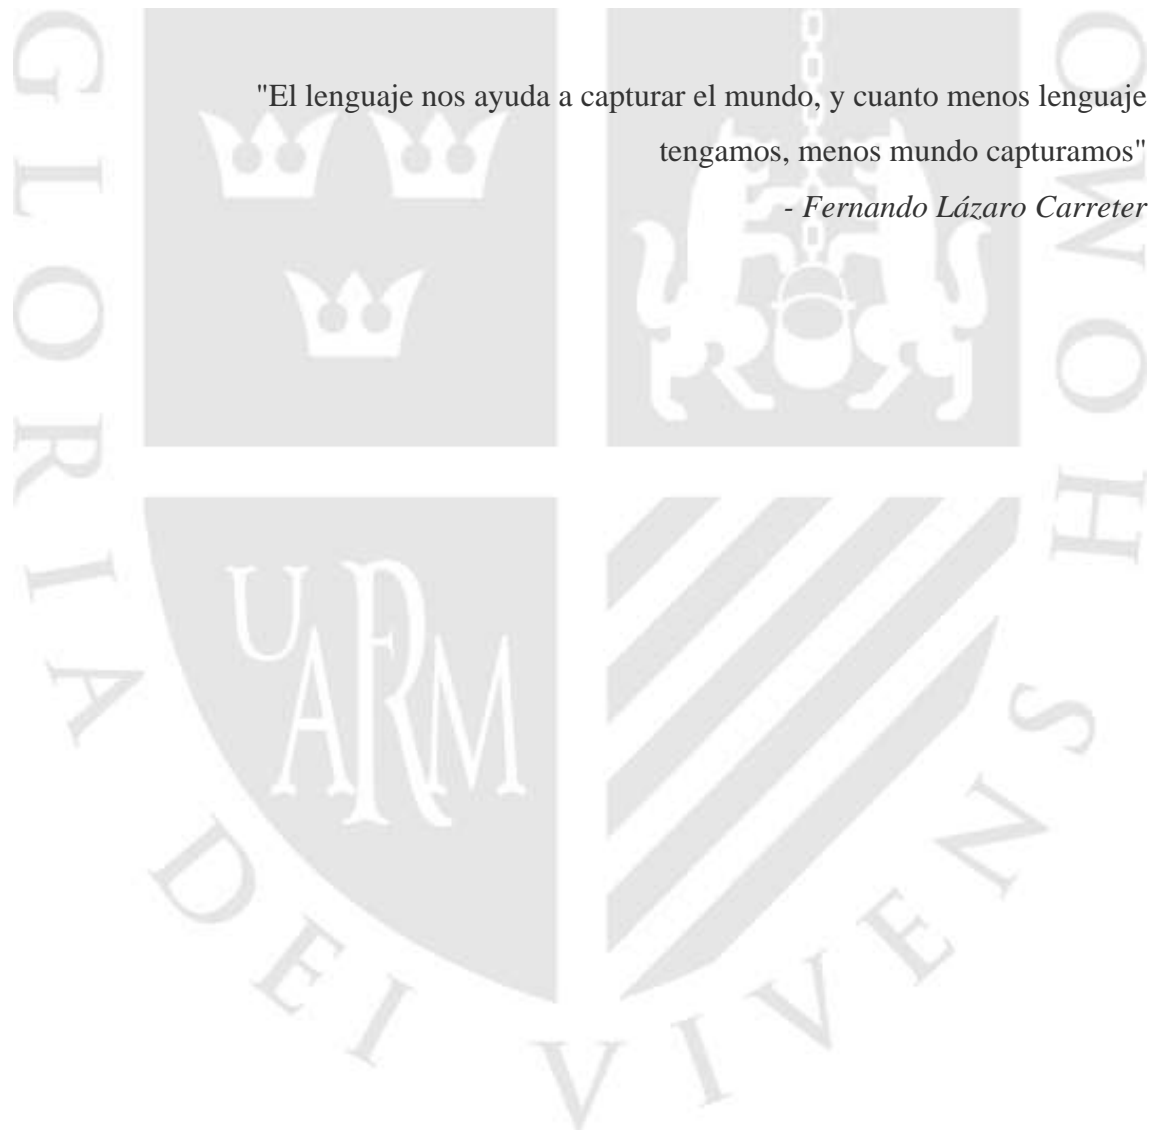 "El lenguaje nos ayuda a capturar el mundo, y cuanto menos lenguaje
tengamos, menos mundo capturamos"
- Fernando Lázaro Carreter
GLORIA DEI VIVENS HOMO
UARM